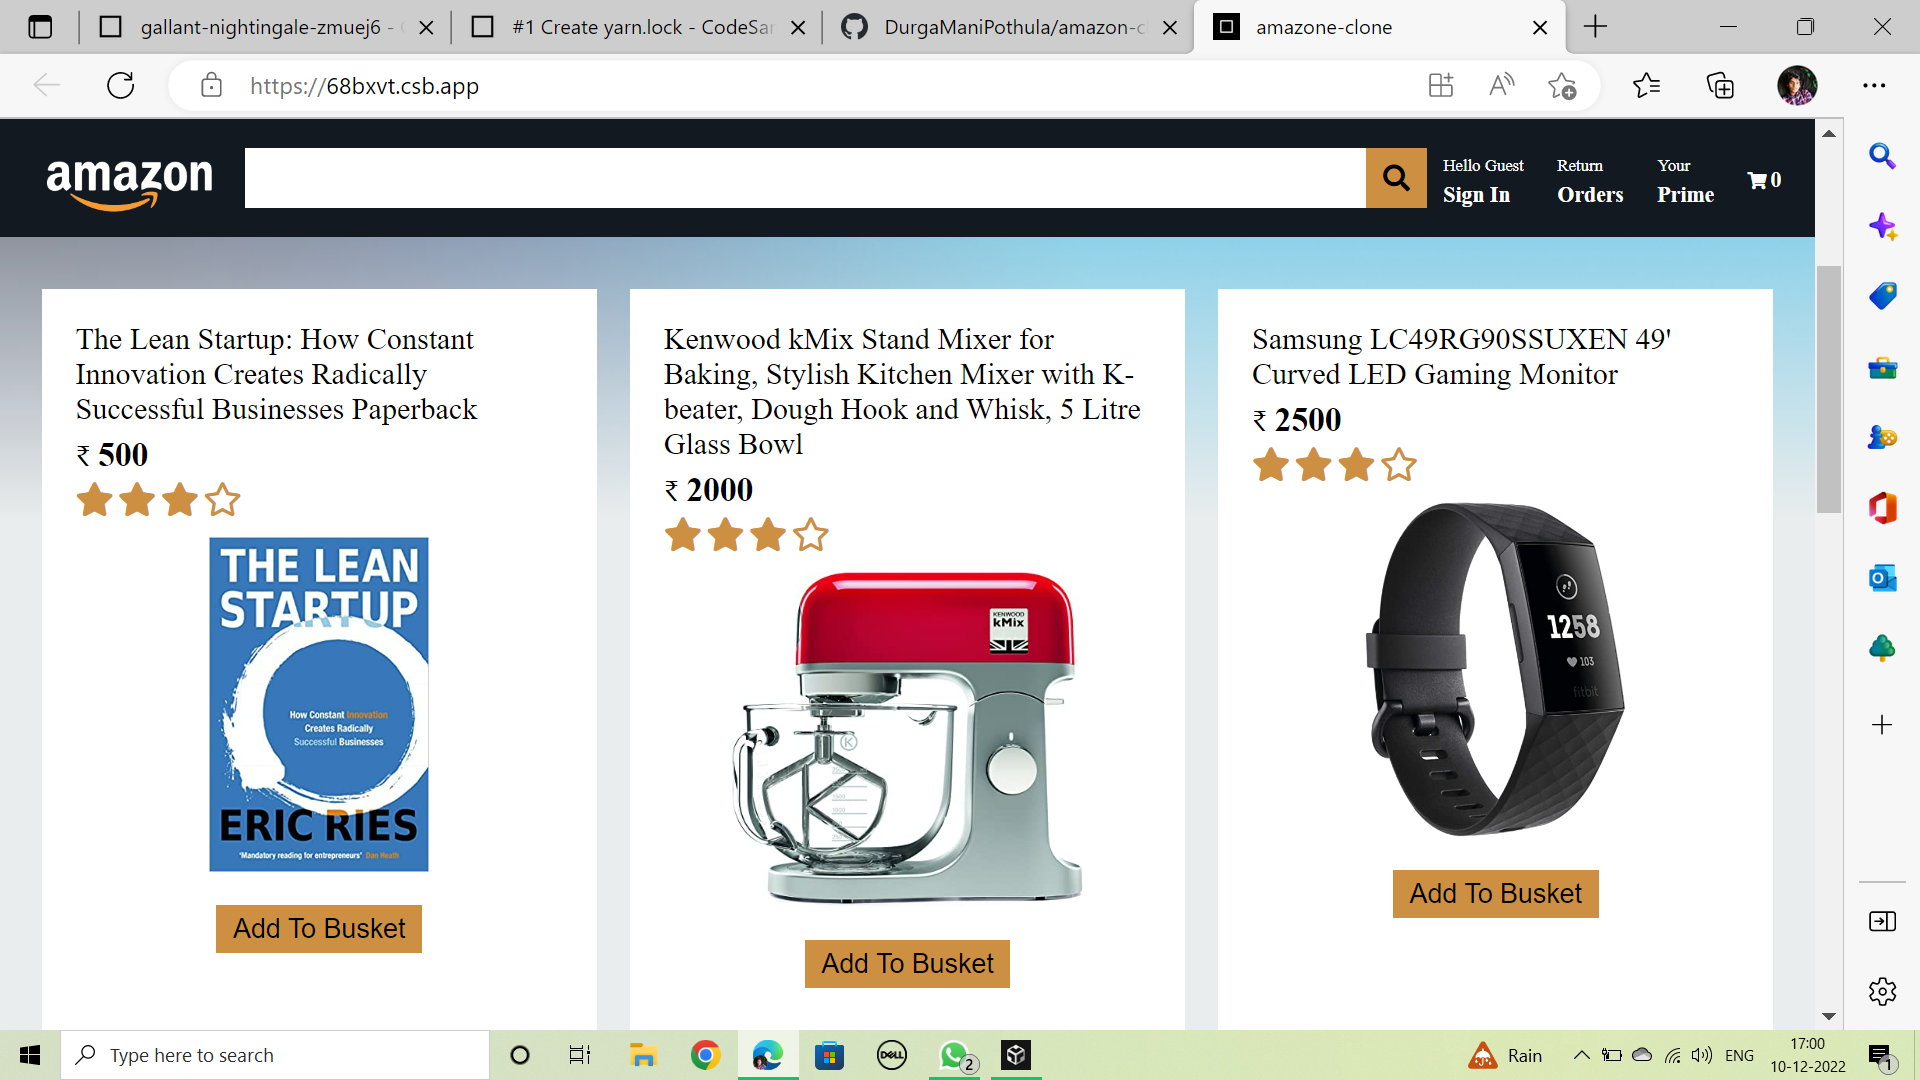 gallant-nightingale-zmuej6 -
#1 Create yarn.lock - CodeSar
DurgaManiPothula/amazon-c
amazone-clone
https://68bxvt.csb.app
amazon
Hello Guest
Sign In
Return
Orders
Your
Prime
0
The Lean Startup: How Constant
Innovation Creates Radically
Successful Businesses Paperback
₹ 500
THE LEAN
STARTUP
How Constant Innovation
Creates Radically
Successful Businesses
ERIC RIES
'Mandatory reading for entrepreneurs' Dan Heath
Add To Busket
Kenwood kMix Stand Mixer for
Baking, Stylish Kitchen Mixer with K-
beater, Dough Hook and Whisk, 5 Litre
Glass Bowl
₹ 2000
KENWOOD
kMix
K
Add To Busket
Samsung LC49RG90SSUXEN 49'
Curved LED Gaming Monitor
₹ 2500
1258
103
fitbit
Add To Busket
Type here to search
DELL
2
Rain
ENG
17:00
10-12-2022
1